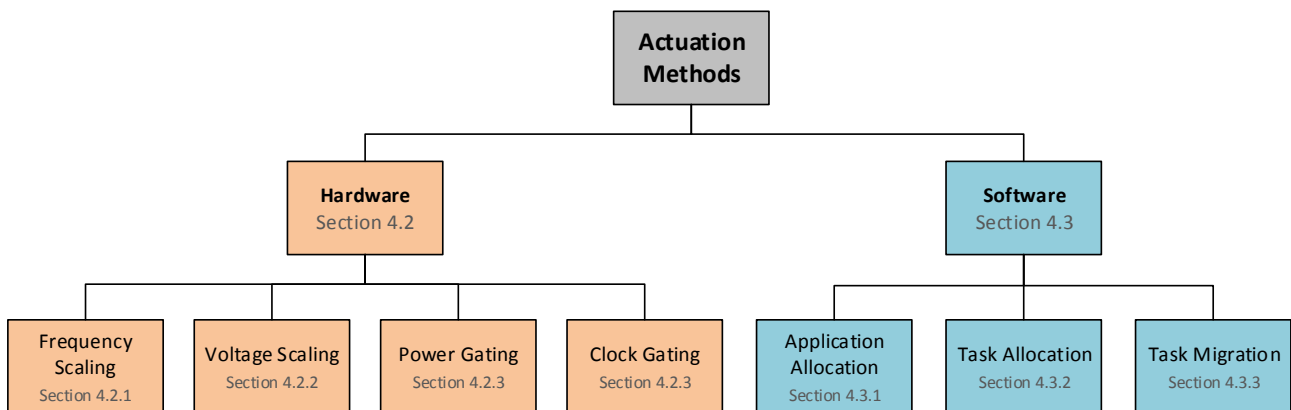 Actuation
Methods
Hardware
Section 4.2
Software
Section 4.3
Frequency
Scaling
Section 4.2.1
Voltage Scaling
Section 4.2.2
Power Gating
Section 4.2.3
Clock Gating
Section 4.2.3
Application
Allocation
Section 4.3.1
Task Allocation
Section 4.3.2
Task Migration
Section 4.3.3